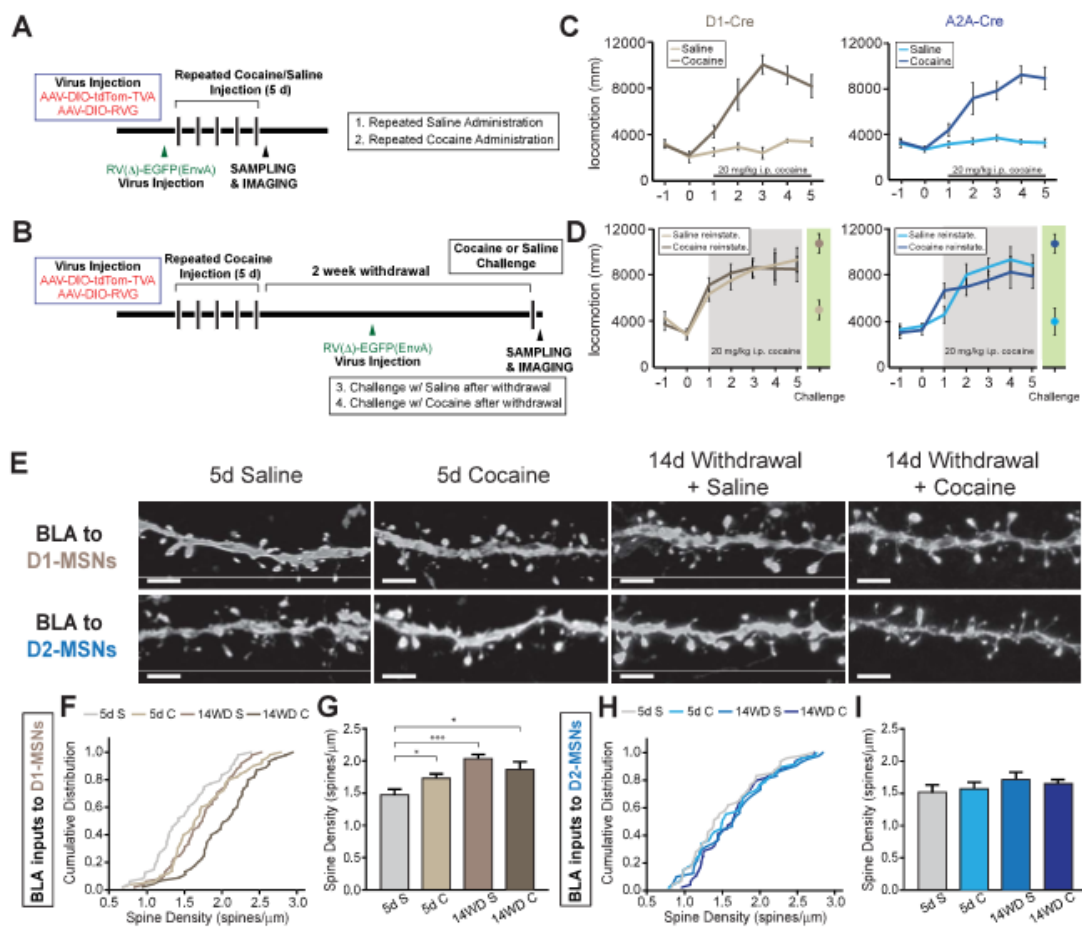 A
Virus Injection
AAV-DIO-tdTom-TVA
AAV-DIO-RVG
Repeated Cocaine/Saline
Injection (5 d)
RV(Δ)-EGFP(EnvA)
Virus Injection
SAMPLING
& IMAGING
1. Repeated Saline Administration
2. Repeated Cocaine Administration
B
Virus Injection
AAV-DIO-tdTom-TVA
AAV-DIO-RVG
Repeated Cocaine
Injection (5 d)
2 week withdrawal
Cocaine or Saline
Challenge
RV(Δ)-EGFP(EnvA)
Virus Injection
SAMPLING
& IMAGING
3. Challenge w/ Saline after withdrawal
4. Challenge w/ Cocaine after withdrawal
C
D1-Cre
locomotion (mm)
12000
8000
4000
0
Saline
Cocaine
20 mg/kg i.p. cocaine
-1 0 1 2 3 4 5
A2A-Cre
12000
8000
4000
0
Saline
Cocaine
20 mg/kg i.p. cocaine
-1 0 1 2 3 4 5
D
locomotion (mm)
12000
8000
4000
0
Saline reinstate.
Cocaine reinstate.
20 mg/kg i.p. cocaine
-1 0 1 2 3 4 5
Challenge
12000
8000
4000
0
Saline reinstate.
Cocaine reinstate.
20 mg/kg i.p. cocaine
-1 0 1 2 3 4 5
Challenge
E
5d Saline
5d Cocaine
14d Withdrawal
+ Saline
14d Withdrawal
+ Cocaine
BLA to
D1-MSNs
BLA to
D2-MSNs
BLA inputs to D1-MSNs
F
5d S 5d C 14WD S 14WD C
Cumulative Distribution
1.0
0.8
0.6
0.4
0.2
0.0
0.5 1.0 1.5 2.0 2.5 3.0
Spine Density (spines/μm)
G
Spine Density (spines/μm)
2.5
2.0
1.5
1.0
0.5
0.0
*
***
*
5d S 5d C 14WD S 14WD C
BLA inputs to D2-MSNs
H
5d S 5d C 14WD S 14WD C
Cumulative Distribution
1.0
0.8
0.6
0.4
0.2
0.0
0.5 1.0 1.5 2.0 2.5 3.0
Spine Density (spines/μm)
I
Spine Density (spines/μm)
2.5
2.0
1.5
1.0
0.5
0.0
5d S 5d C 14WD S 14WD C